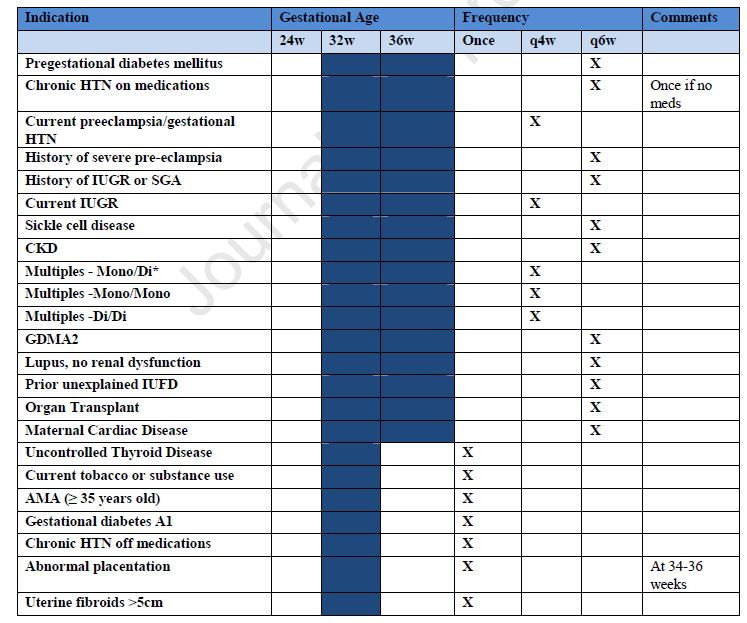 Indication Gestational Age Frequency Comments
24w 32w 36w Once q4w q6w
Pregestational diabetes mellitus X
Chronic HTN on medications X Once if no
meds
Current preeclampsia/gestational X
HTN
History of severe pre-eclampsia X
History of IUGR or SGA X
Current IUGR X
Sickle cell disease X
CKD X
Multiples - Mono/Di* X
Multiples -Mono/Mono X
Multiples -Di/Di X
GDMA2 X
Lupus, no renal dysfunction X
Prior unexplained IUFD X
Organ Transplant X
Maternal Cardiac Disease X
Uncontrolled Thyroid Disease X
Current tobacco or substance use X
AMA (≥ 35 years old) X
Gestational diabetes A1 X
Chronic HTN off medications X
Abnormal placentation X At 34-36
weeks
Uterine fibroids >5cm X
Journal